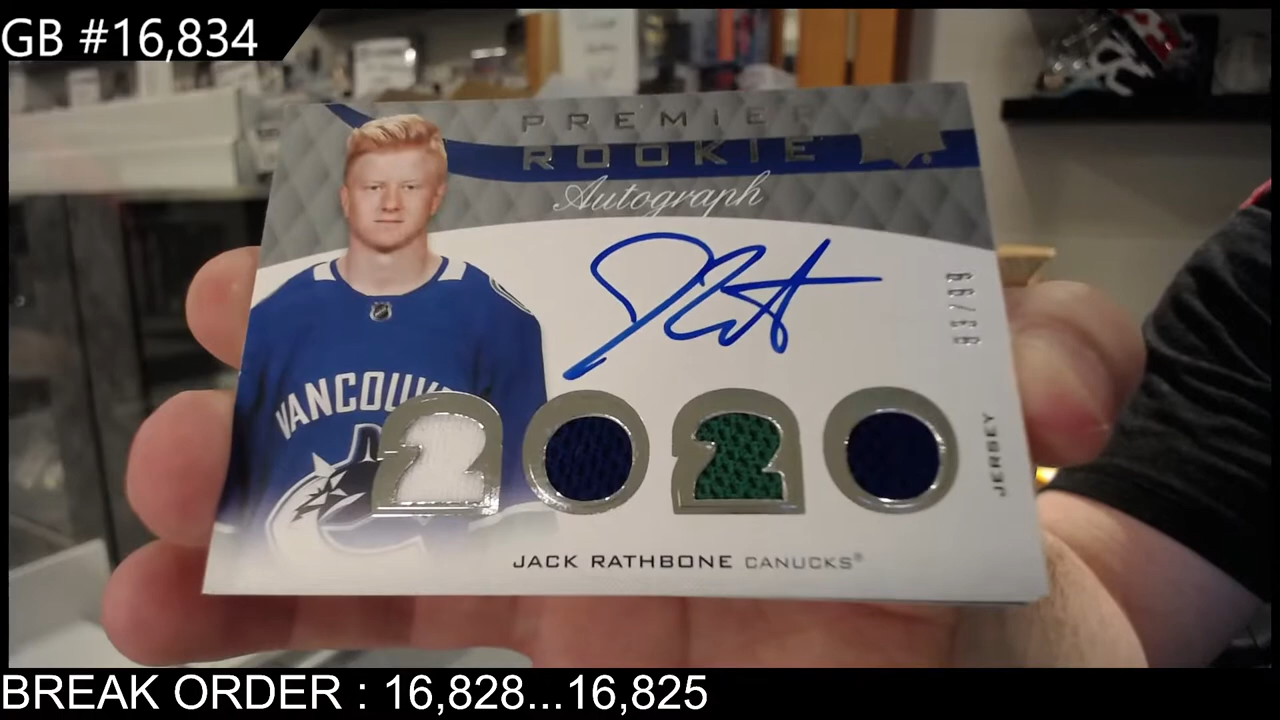 GB #16,834
PREMIER
ROOKIE
Autograph
VANCOUV
2020
JERSEY
JACK RATHBONE CANUCKS®
BREAK ORDER : 16,828...16,825